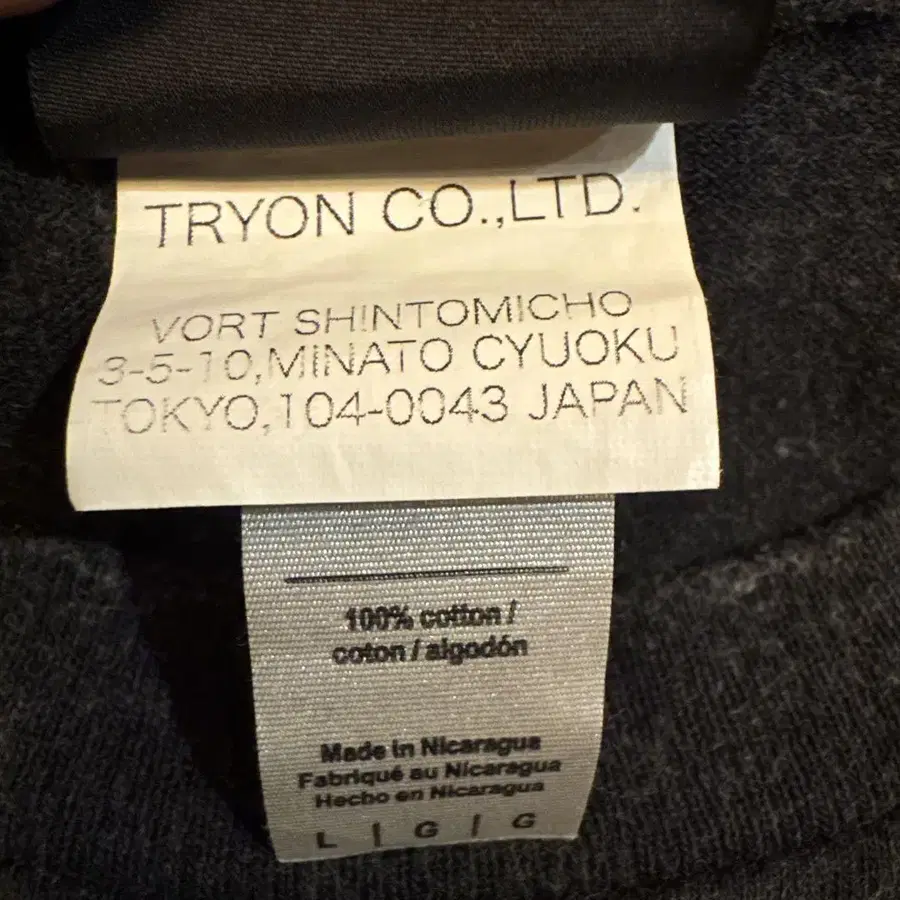 TRYON CO.,LTD.
VORT SHINTOMICHO
3-5-10,MINATO CYUOKU
TOKYO,104-0043 JAPAN
100% cotton /
coton / algodón
Made in Nicaragua
Fabriqué au Nicaragua
Hecho en Nicaragua
L | G | G